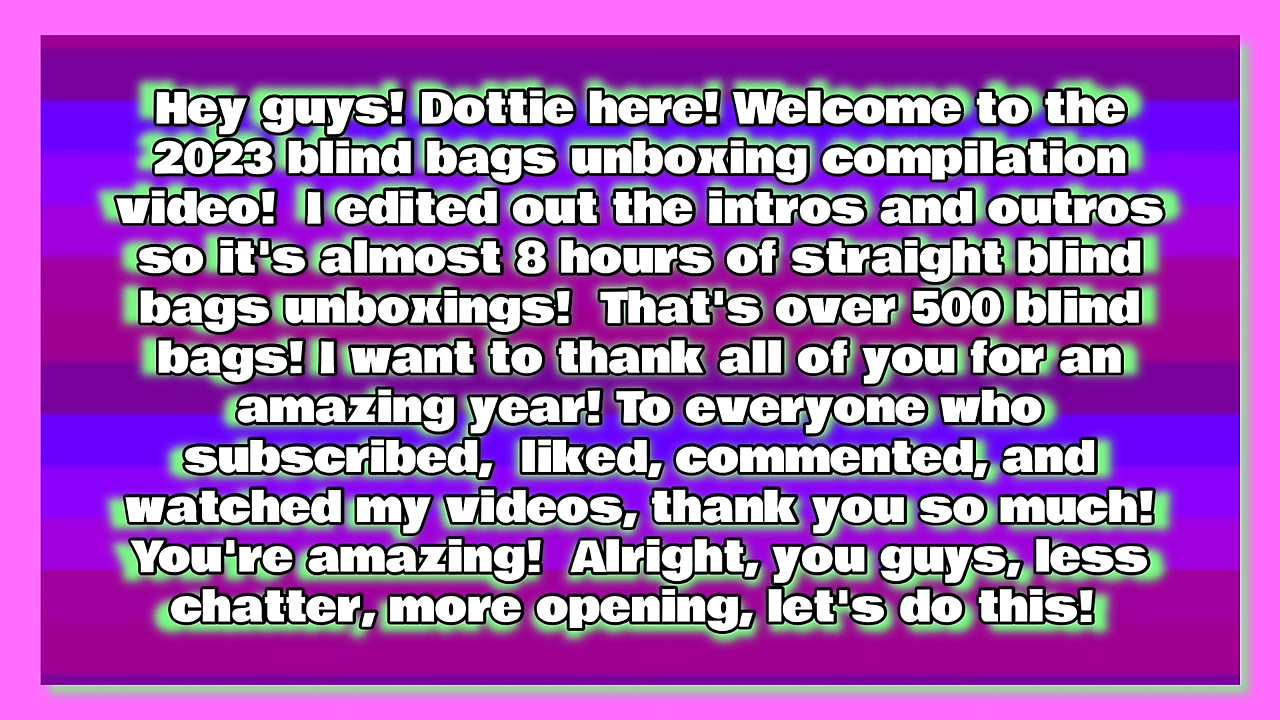 Hey guys! Dottie here! Welcome to the
2023 blind bags unboxing compilation
video!  I edited out the intros and outros
so it's almost 8 hours of straight blind
bags unboxings!  That's over 500 blind
bags! I want to thank all of you for an
amazing year! To everyone who
subscribed,  liked, commented, and
watched my videos, thank you so much!
You're amazing!  Alright, you guys, less
chatter, more opening, let's do this!